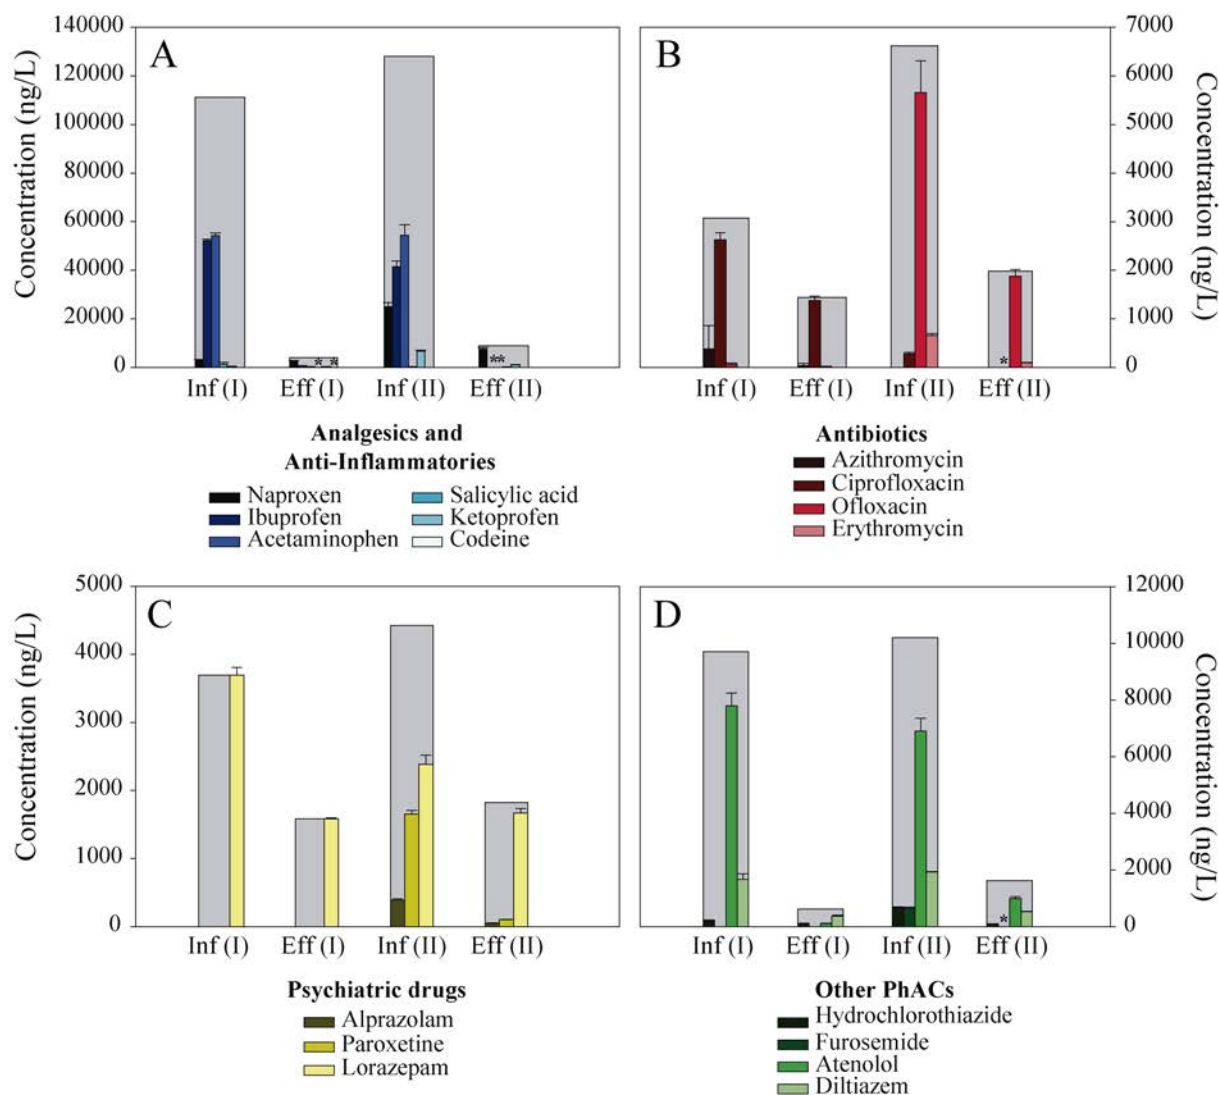 A
B
Concentration (ng/L)
140000
120000
100000
80000
60000
40000
20000
0
* *
**
Inf (I) Eff (I) Inf (II) Eff (II)
7000
6000
5000
4000
3000
2000
1000
0
*
Inf (I) Eff (I) Inf (II) Eff (II)
Concentration (ng/L)
Analgesics and
Anti-Inflammatories
Naproxen
Ibuprofen
Acetaminophen
Salicylic acid
Ketoprofen
Codeine
Antibiotics
Azithromycin
Ciprofloxacin
Ofloxacin
Erythromycin
C
D
Concentration (ng/L)
5000
4000
3000
2000
1000
0
Inf (I) Eff (I) Inf (II) Eff (II)
12000
10000
8000
6000
4000
2000
0
*
Inf (I) Eff (I) Inf (II) Eff (II)
Concentration (ng/L)
Psychiatric drugs
Alprazolam
Paroxetine
Lorazepam
Other PhACs
Hydrochlorothiazide
Furosemide
Atenolol
Diltiazem